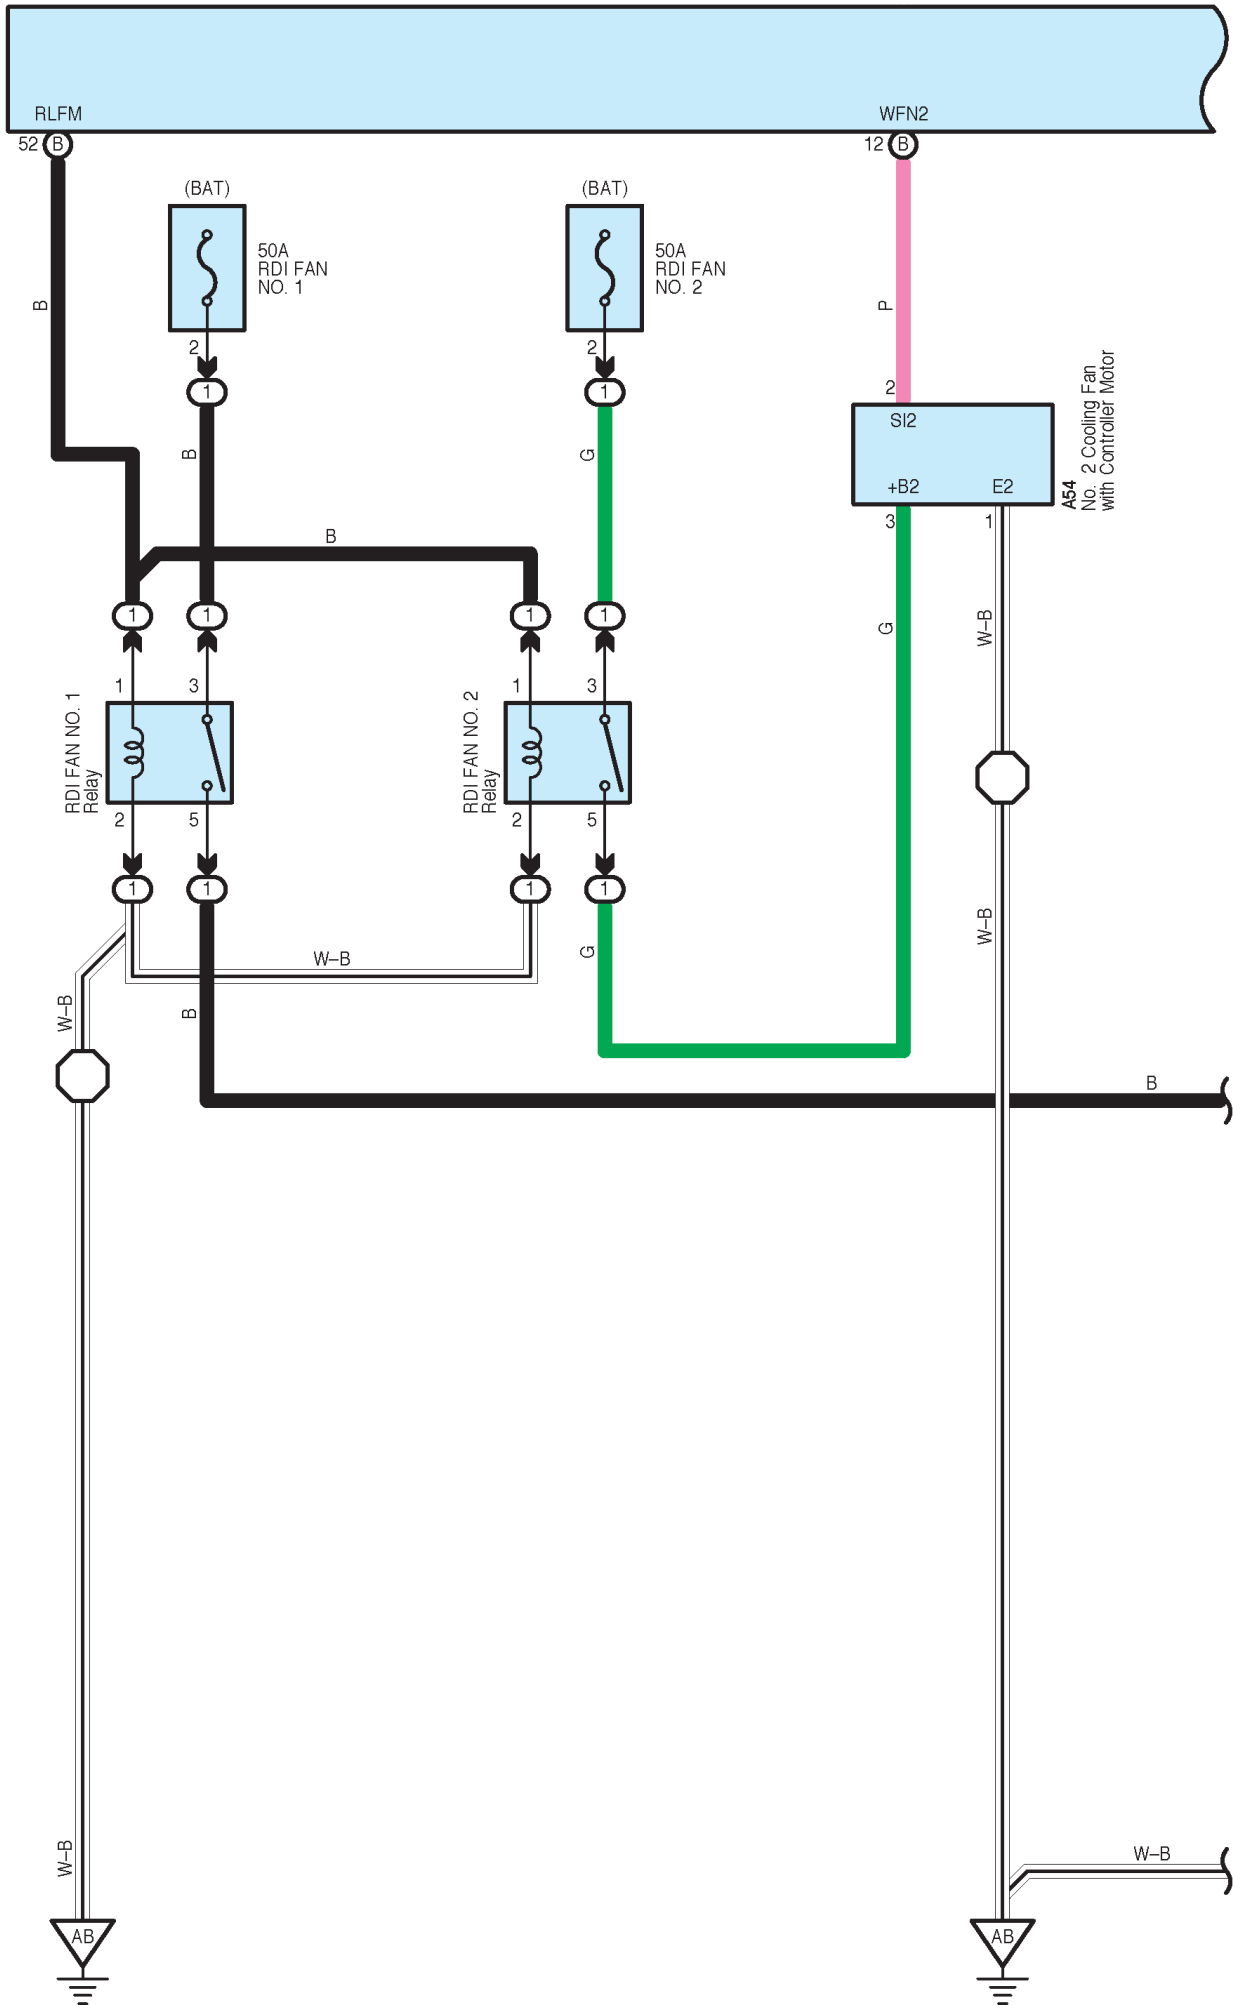 RLFM
WFN2
52 B
12 B
(BAT)
(BAT)
50A
RDI FAN
NO. 1
50A
RDI FAN
NO. 2
B
P
2
2
1
1
2
SI2
+B2
E2
A54
No. 2 Cooling Fan
with Controller Motor
B
G
3
1
B
1
1
1
1
G
W–B
1
3
1
3
RDI FAN NO. 1
Relay
RDI FAN NO. 2
Relay
2
5
2
5
1
1
1
1
W–B
G
W–B
W–B
B
B
W–B
W–B
AB
AB